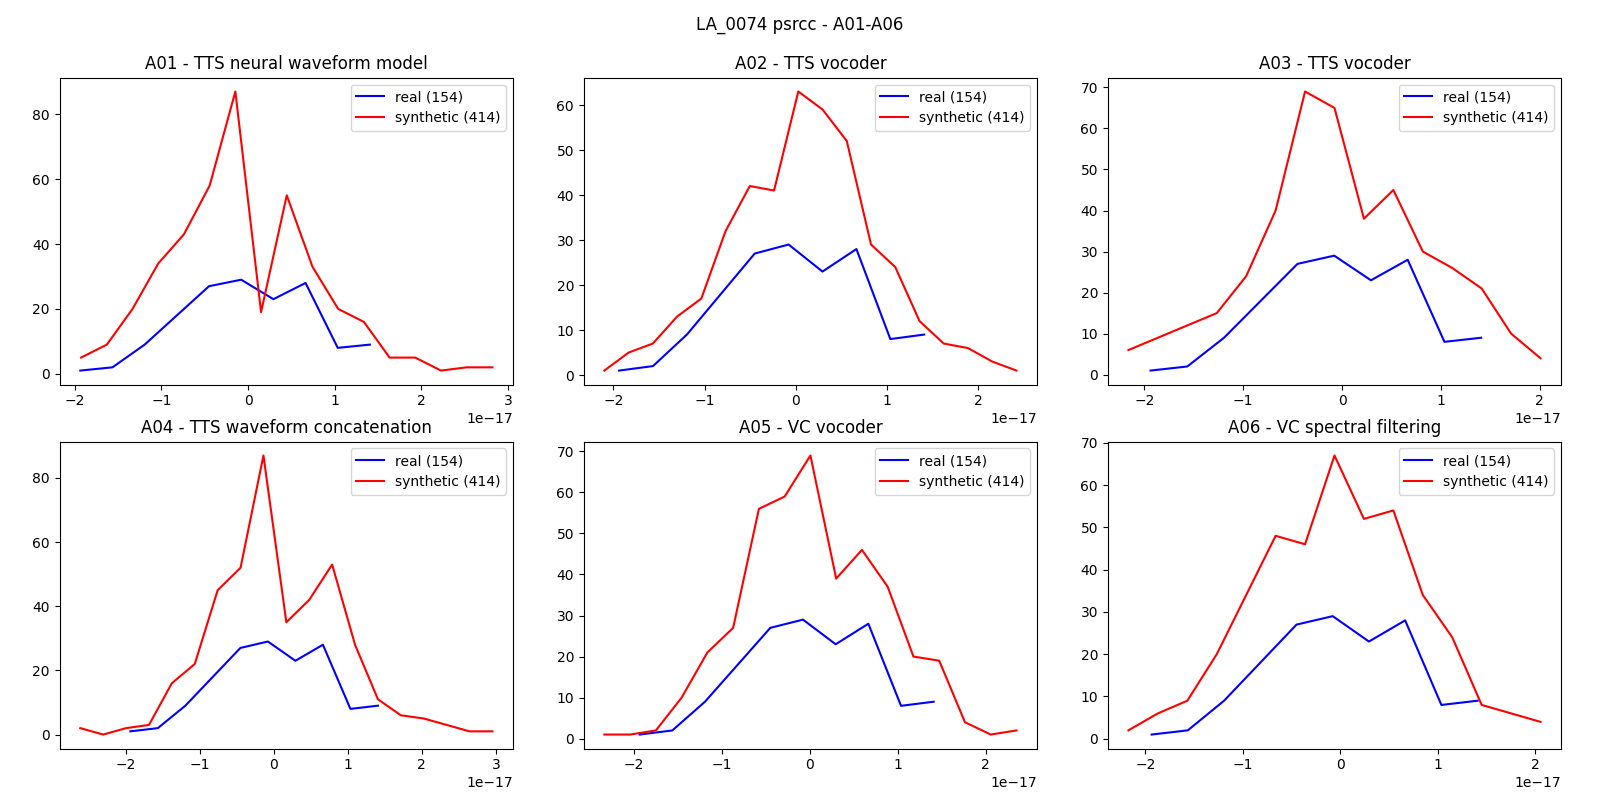 LA_0074 psrcc - A01-A06
A01 - TTS neural waveform model
real (154)
synthetic (414)
80
60
40
20
0
−2 −1 0 1 2 3
1e−17
A02 - TTS vocoder
real (154)
synthetic (414)
60
50
40
30
20
10
0
−2 −1 0 1 2
1e−17
A03 - TTS vocoder
real (154)
synthetic (414)
70
60
50
40
30
20
10
0
−2 −1 0 1 2
1e−17
A04 - TTS waveform concatenation
real (154)
synthetic (414)
80
60
40
20
0
−2 −1 0 1 2 3
1e−17
A05 - VC vocoder
real (154)
synthetic (414)
70
60
50
40
30
20
10
0
−2 −1 0 1 2
1e−17
A06 - VC spectral filtering
real (154)
synthetic (414)
70
60
50
40
30
20
10
0
−2 −1 0 1 2
1e−17